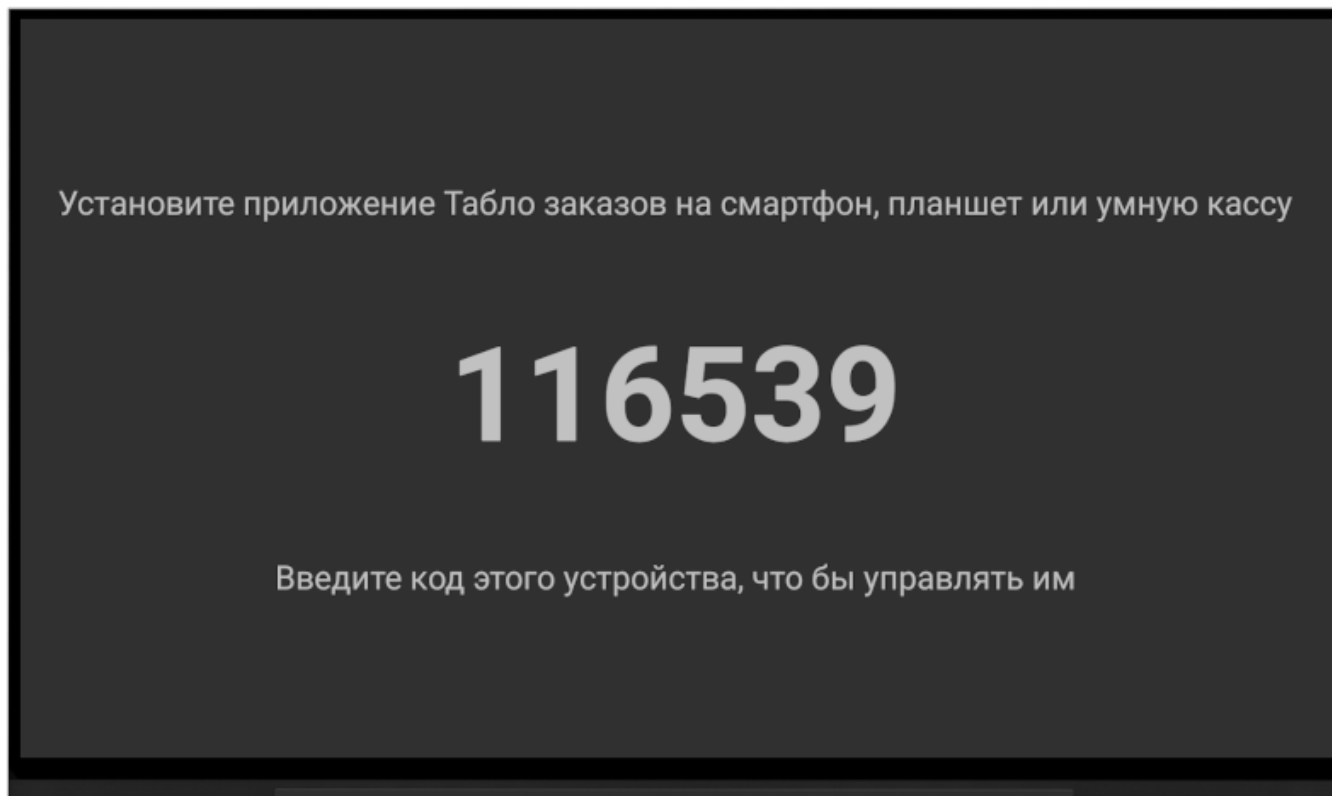 Установите приложение Табло заказов на смартфон, планшет или умную кассу
116539
Введите код этого устройства, что бы управлять им